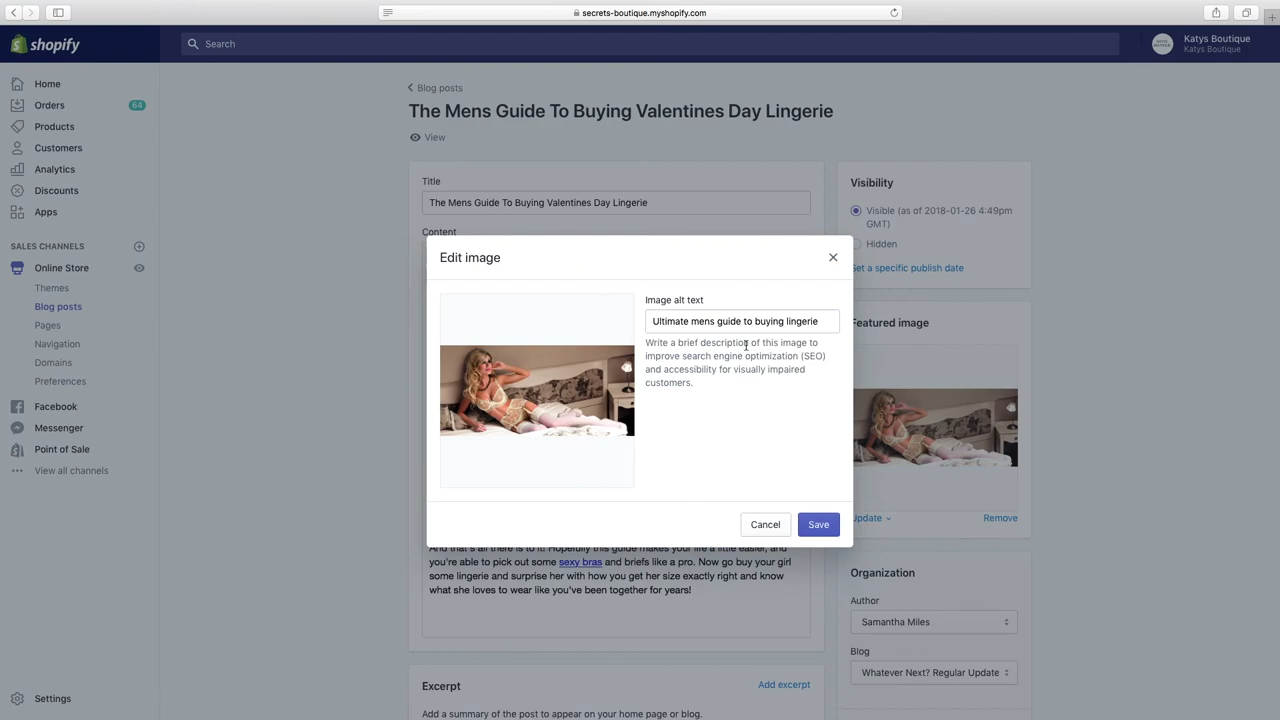 secrets-boutique.myshopify.com
shopify
Search
Katys Boutique
Katys Boutique
Home
Orders
64
Products
Customers
Analytics
Discounts
Apps
SALES CHANNELS
Online Store
Themes
Blog posts
Pages
Navigation
Domains
Preferences
Facebook
Messenger
Point of Sale
View all channels
Settings
Blog posts
The Mens Guide To Buying Valentines Day Lingerie
View
Title
The Mens Guide To Buying Valentines Day Lingerie
Content
Edit image
Image alt text
Ultimate mens guide to buying lingerie
Write a brief description of this image to
improve search engine optimization (SEO)
and accessibility for visually impaired
customers.
Cancel
Save
And that's all there is to it! Hopefully this guide makes your life a little easier, and
you're able to pick out some sexy bras and briefs like a pro. Now go buy your girl
some lingerie and surprise her with how you get her size exactly right and know
what she loves to wear like you've been together for years!
Excerpt
Add excerpt
Add a summary of the post to appear on your home page or blog.
Visibility
Visible (as of 2018-01-26 4:49pm
GMT)
Hidden
Set a specific publish date
Featured image
Update
Remove
Organization
Author
Samantha Miles
Blog
Whatever Next? Regular Update